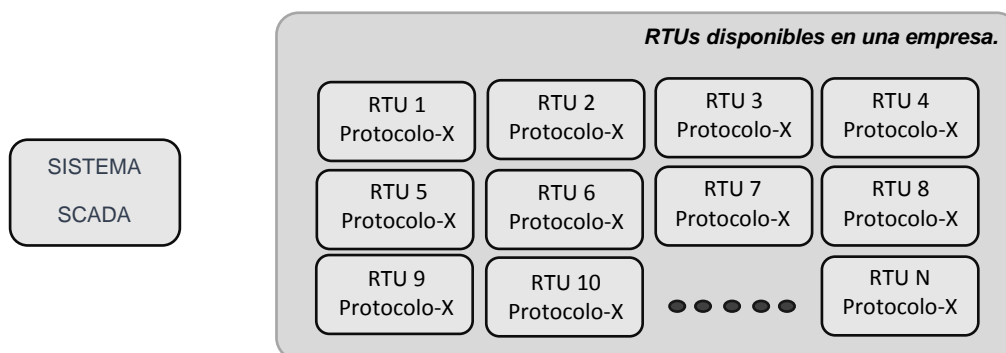 RTUs disponibles en una empresa.
SISTEMA
SCADA
RTU 1
Protocolo-X
RTU 2
Protocolo-X
RTU 3
Protocolo-X
RTU 4
Protocolo-X
RTU 5
Protocolo-X
RTU 6
Protocolo-X
RTU 7
Protocolo-X
RTU 8
Protocolo-X
RTU 9
Protocolo-X
RTU 10
Protocolo-X
RTU N
Protocolo-X